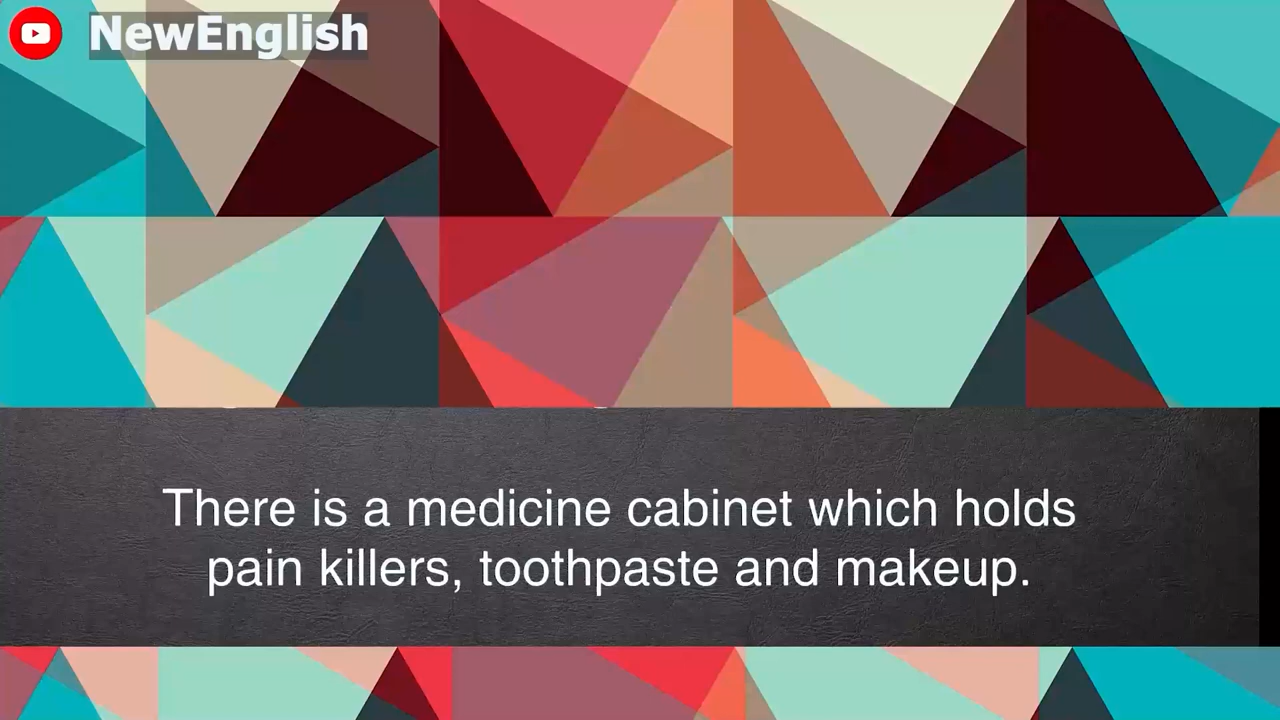 NewEnglish
There is a medicine cabinet which holds
pain killers, toothpaste and makeup.